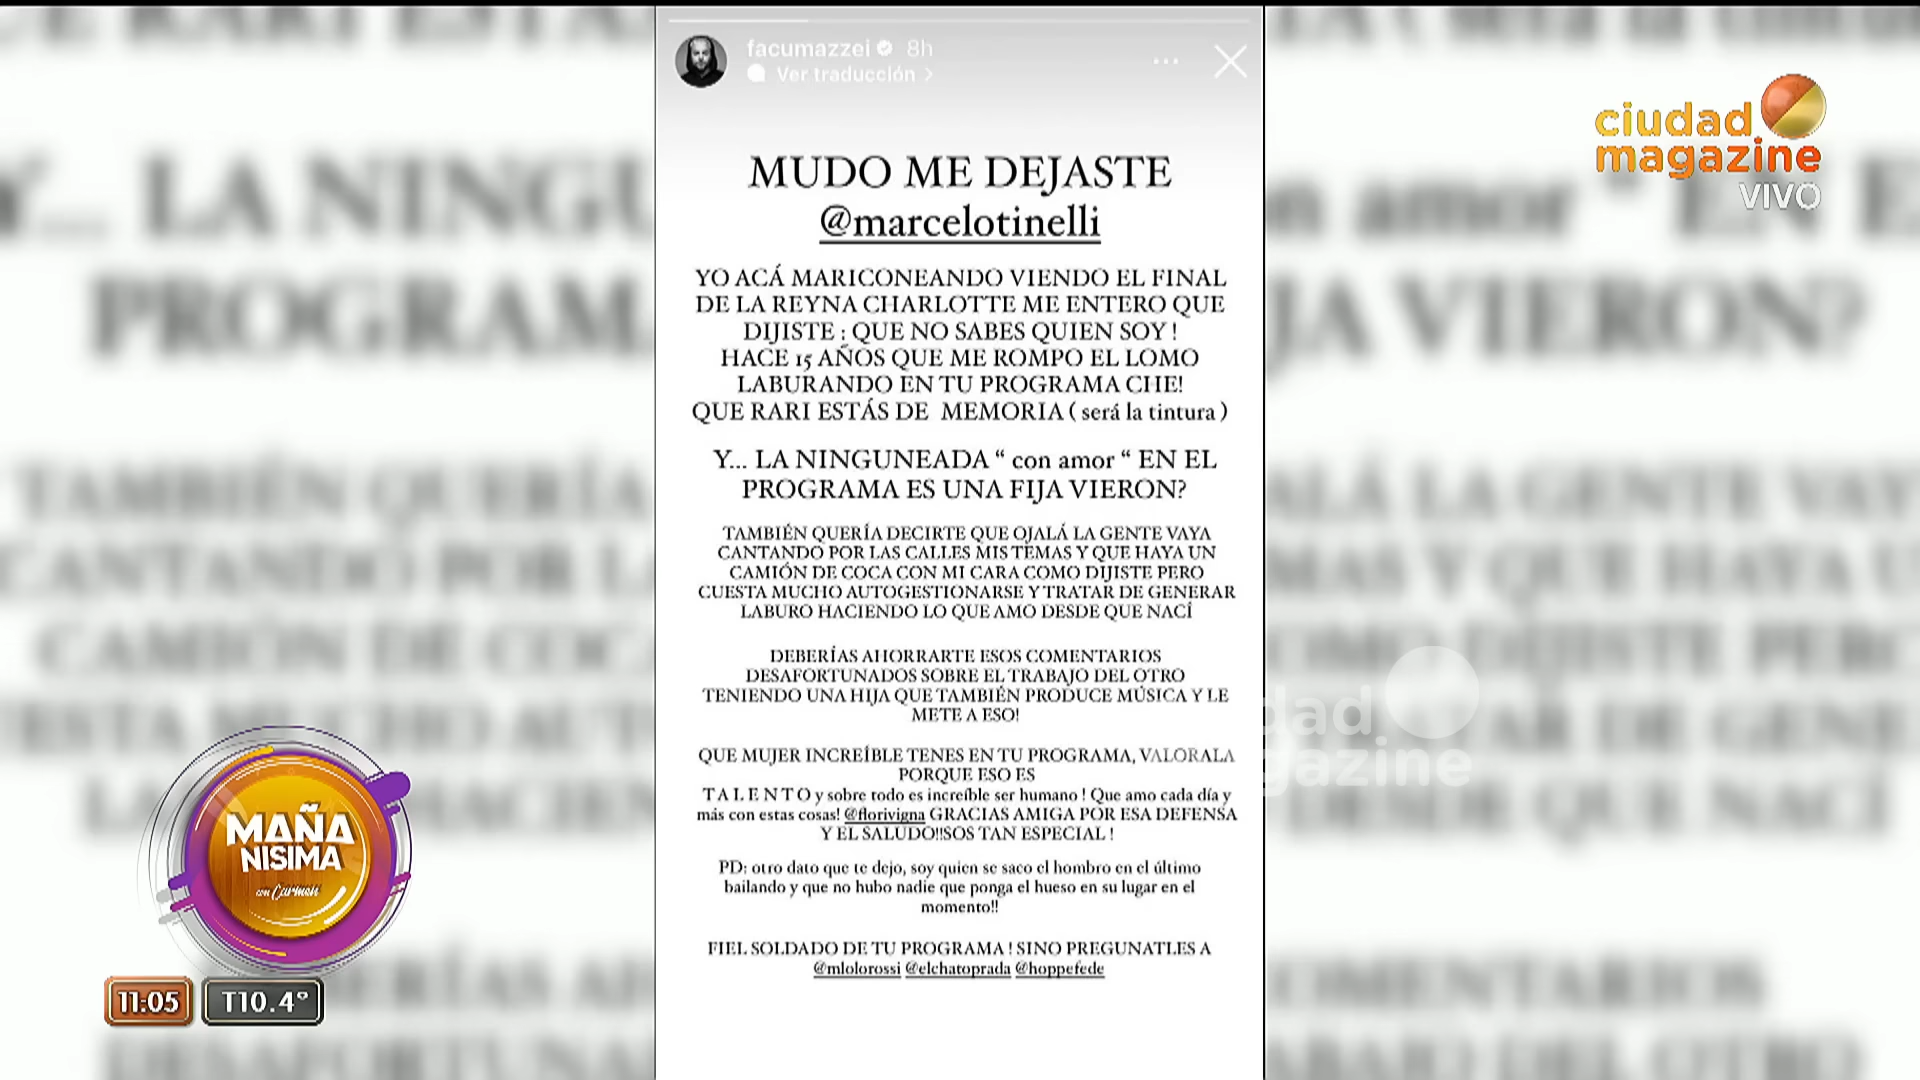 facumazzei 8h
Ver traducción >
MUDO ME DEJASTE
@marcelotinelli
YO ACÁ MARICONEANDO VIENDO EL FINAL
DE LA REYNA CHARLOTTE ME ENTERO QUE
DIJISTE : QUE NO SABES QUIEN SOY !
HACE 15 AÑOS QUE ME ROMPO EL LOMO
LABURANDO EN TU PROGRAMA CHE!
QUE RARI ESTÁS DE MEMORIA ( será la tintura )
Y... LA NINGUNEADA “ con amor “ EN EL
PROGRAMA ES UNA FIJA VIERON?
TAMBIÉN QUERÍA DECIRTE QUE OJALÁ LA GENTE VAYA
CANTANDO POR LAS CALLES MIS TEMAS Y QUE HAYA UN
CAMIÓN DE COCA CON MI CARA COMO DIJISTE PERO
CUESTA MUCHO AUTOGESTIONARSE Y TRATAR DE GENERAR
LABURO HACIENDO LO QUE AMO DESDE QUE NACÍ
DEBERÍAS AHORRARTE ESOS COMENTARIOS
DESAFORTUNADOS SOBRE EL TRABAJO DEL OTRO
TENIENDO UNA HIJA QUE TAMBIÉN PRODUCE MÚSICA Y LE
METE A ESO!
QUE MUJER INCREÍBLE TENES EN TU PROGRAMA, VALORALA
PORQUE ESO ES
T A L E N T O y sobre todo es increíble ser humano ! Que amo cada día y
más con estas cosas! @florivigna GRACIAS AMIGA POR ESA DEFENSA
Y EL SALUDO!!SOS TAN ESPECIAL !
PD: otro dato que te dejo, soy quien se saco el hombro en el último
bailando y que no hubo nadie que ponga el hueso en su lugar en el
momento!!
FIEL SOLDADO DE TU PROGRAMA ! SINO PREGUNATLES A
@mlolorossi @elchatoprada @hoppefede
ciudad
magazine
VIVO
MAÑA
NISIMA
con Carmen
11:05 T10.4°